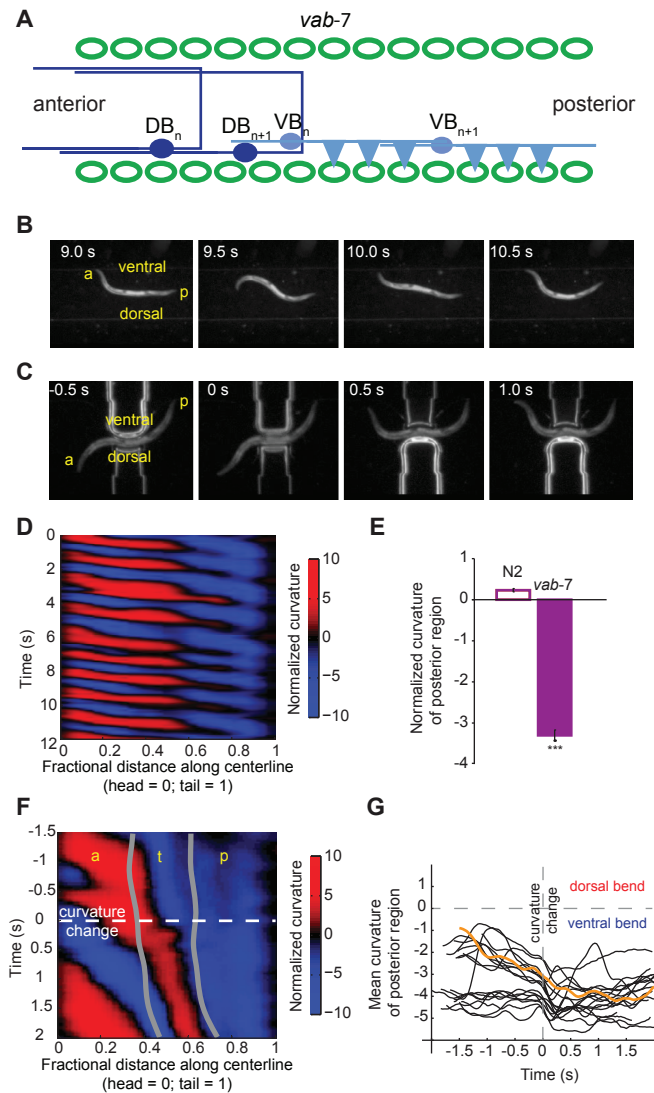 A
vab-7
anterior
posterior
DBn
DBn+1
VBn
VBn+1
B
9.0 s
a
ventral
p
dorsal
9.5 s
10.0 s
10.5 s
C
-0.5 s
p
ventral
a
dorsal
0 s
0.5 s
1.0 s
D
0
2
4
6
8
10
12
Time (s)
0 0.2 0.4 0.6 0.8 1
Fractional distance along centerline
(head = 0; tail = 1)
10
5
0
−5
−10
Normalized curvature
E
1
0
-1
-2
-3
-4
N2
vab-7
***
Normalized curvature
of posterior region
F
-1.5
-1
-0.5
0
0.5
1
1.5
2
Time (s)
a t p
curvature
change
0 0.2 0.4 0.6 0.8 1
Fractional distance along centerline
(head = 0; tail = 1)
10
5
0
−5
−10
Normalized curvature
G
1
0
-1
-2
-3
-4
-5
Mean curvature
of posterior region
curvature
change
dorsal bend
ventral bend
-1.5 -1 -0.5 0 0.5 1 1.5
Time (s)